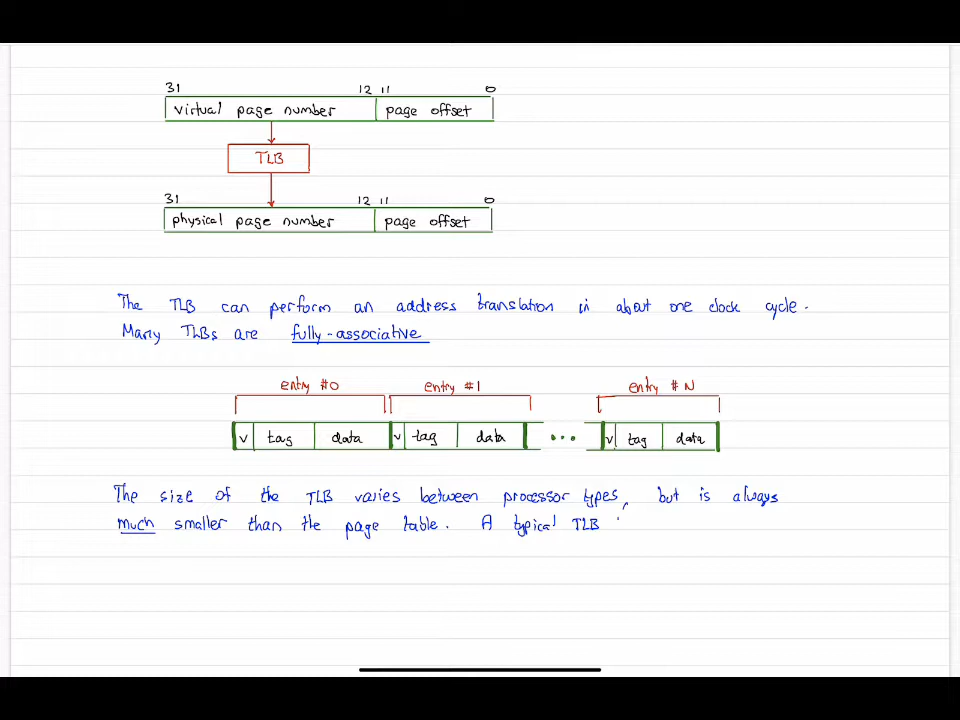 31 12 11 0
virtual page number page offset
TLB
31 12 11 0
physical page number page offset
The TLB can perform an address translation in about one clock cycle.
Many TLBs are fully-associative
entry #0 entry #1 entry #N
v tag data v tag data ... v tag data
The size of the TLB varies between processor types, but is always
much smaller than the page table. A typical TLB